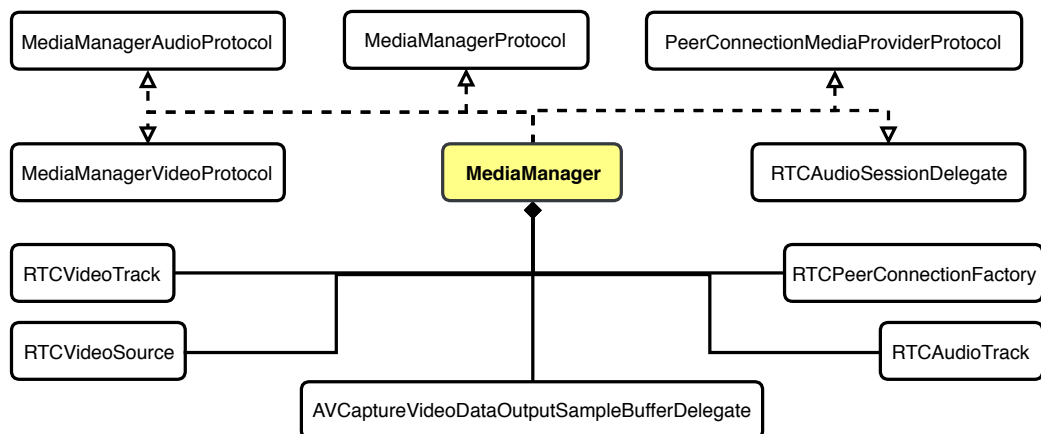 MediaManagerAudioProtocol
MediaManagerProtocol
PeerConnectionMediaProviderProtocol
MediaManagerVideoProtocol
MediaManager
RTCAudioSessionDelegate
RTCVideoTrack
RTCPeerConnectionFactory
RTCVideoSource
RTCAudioTrack
AVCaptureVideoDataOutputSampleBufferDelegate